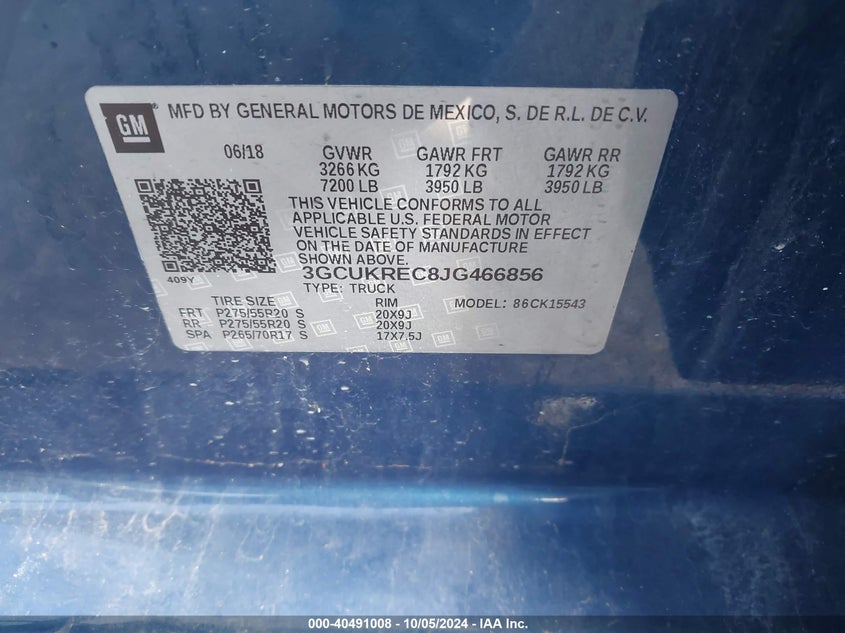 GM
MFD BY GENERAL MOTORS DE MEXICO, S. DE R.L. DE C.V.
06/18 GVWR GAWR FRT GAWR RR
3266 KG 1792 KG 1792 KG
7200 LB 3950 LB 3950 LB
THIS VEHICLE CONFORMS TO ALL
APPLICABLE U.S. FEDERAL MOTOR
VEHICLE SAFETY STANDARDS IN EFFECT
ON THE DATE OF MANUFACTURE
SHOWN ABOVE.
409Y
3GCUKREC8JG466856
TYPE: TRUCK
TIRE SIZE RIM MODEL: 86CK15543
FRT P275/55R20 S 20X9J
RR P275/55R20 S 20X9J
SPA P265/70R17 S 17X7.5J
000-40491008 - 10/05/2024 - IAA Inc.